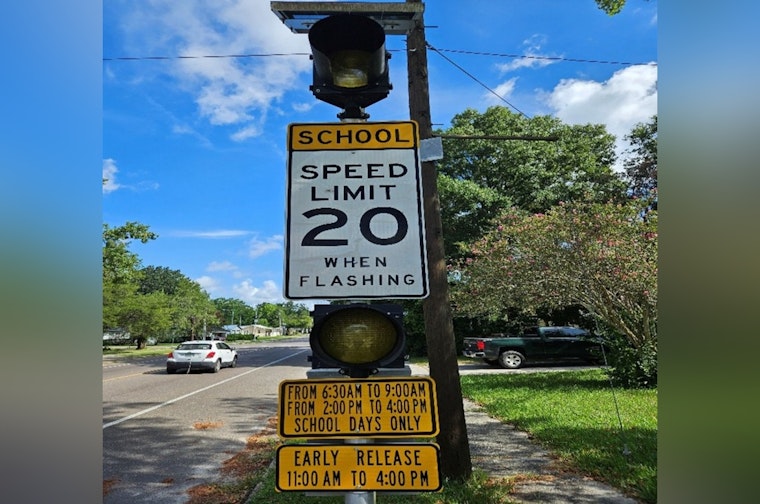 SCHOOL
SPEED
LIMIT
20
WHEN
FLASHING
FROM 6:30AM TO 9:00AM
FROM 2:00 PM TO 4:00 PM
SCHOOL DAYS ONLY
EARLY RELEASE
11:00 AM TO 4:00 PM